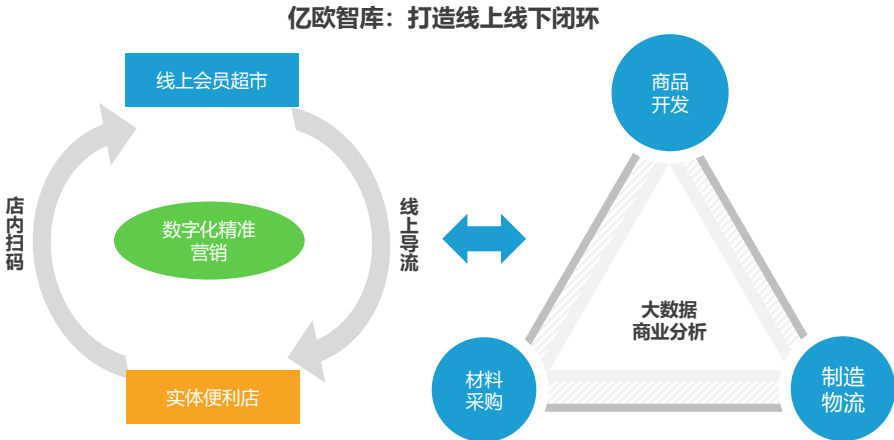 亿欧智库：打造线上线下闭环
线上会员超市
店内扫码
数字化精准
营销
线上导流
实体便利店
商品
开发
大数据
商业分析
材料
采购
制造
物流